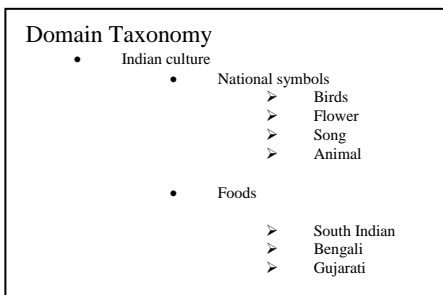 Domain Taxonomy
• Indian culture
• National symbols
➢ Birds
➢ Flower
➢ Song
➢ Animal
• Foods
➢ South Indian
➢ Bengali
➢ Gujarati